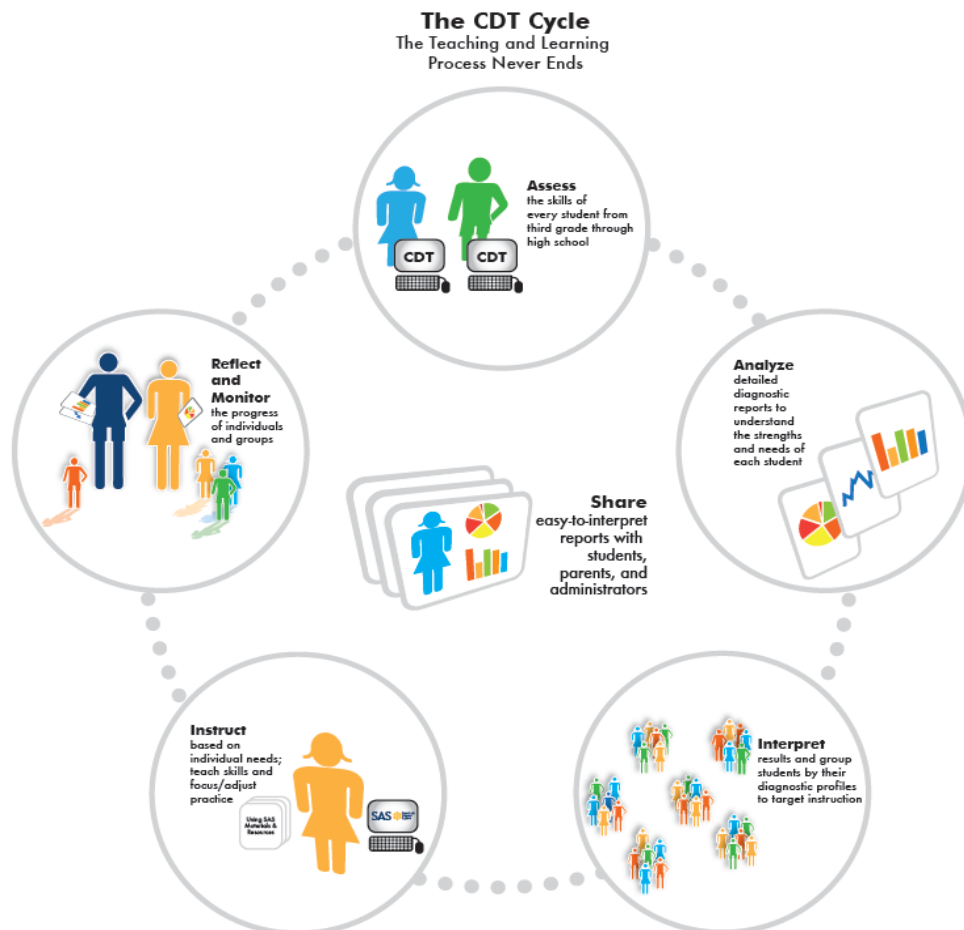 The CDT Cycle
The Teaching and Learning
Process Never Ends
Assess
the skills of
every student from
third grade through
high school
CDT
CDT
Reflect
and
Monitor
the progress
of individuals
and groups
Analyze
detailed
diagnostic
reports to
understand
the strengths
and needs of
each student
Share
easy-to-interpret
reports with
students,
parents, and
administrators
Instruct
based on
individual needs;
teach skills and
focus/adjust
practice
Using SAS
Materials &
Resources
SAS
Interpret
results and group
students by their
diagnostic profiles
to target instruction